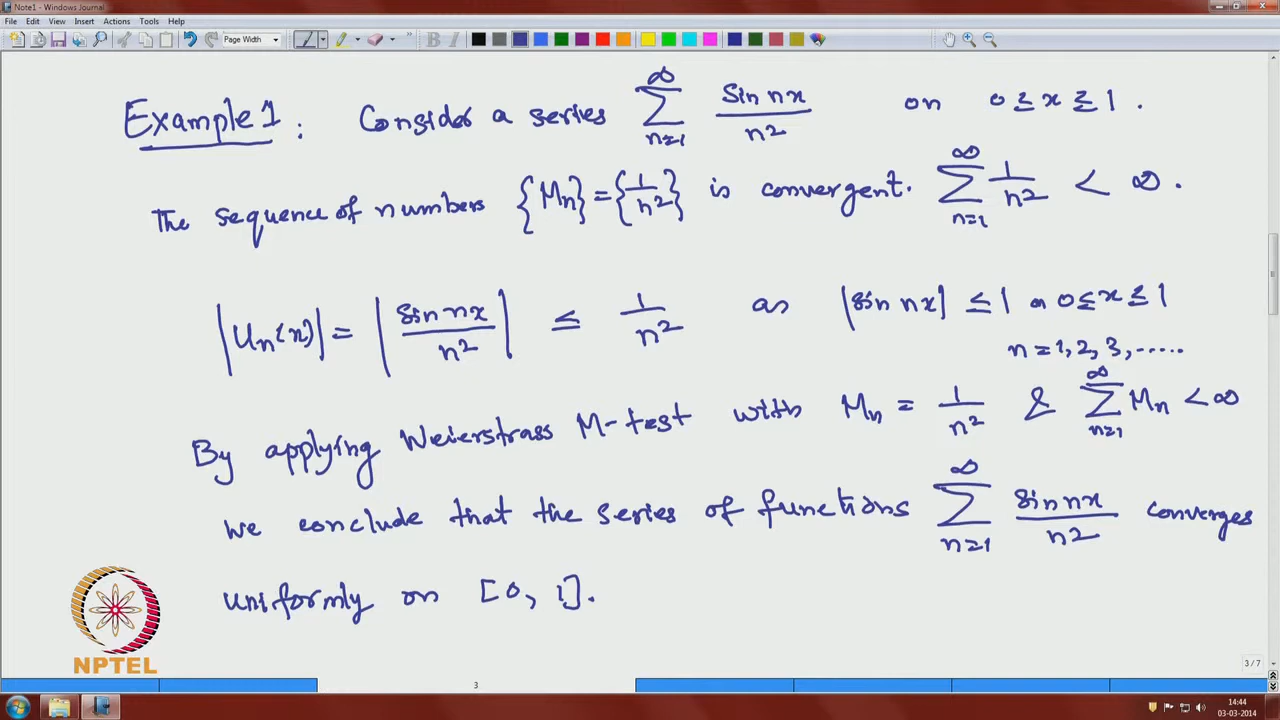 Note1 - Windows Journal
File Edit View Insert Actions Tools Help
Page Width
Example 1 : Consider a series ∑_{n=1}^{∞} Sin nx / n² on 0 ≤ x ≤ 1.
The sequence of numbers {Mn} = {1/n²} is convergent. ∑_{n=1}^{∞} 1/n² < ∞.
|Un(x)| = |sin nx / n²| ≤ 1/n² as |sin nx| ≤ 1 on 0 ≤ x ≤ 1
n = 1, 2, 3, .....
By applying Weierstrass M-test with Mn = 1/n² & ∑_{n=1}^{∞} Mn < ∞
we conclude that the series of functions ∑_{n=1}^{∞} sin nx / n² converges
uniformly on [0, 1].
NPTEL
3 / 7
3
14:44
03-03-2014